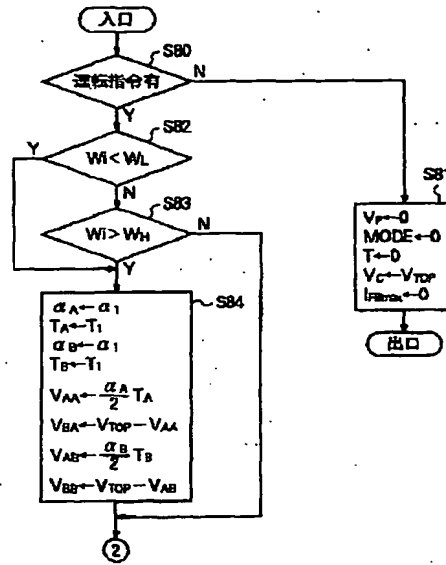 入口
S80
運転指令有
N
Y
S82
Y
Wi<WL
N
S83
Wi>WH
N
Y
S84
αA←α1
TA←T1
αB←α1
TB←T1
VAA←αA/2 TA
VBA←VTOP−VAA
VAB←αB/2 TB
VBB←VTOP−VAB
2
S81
VP←0
MODE←0
T←0
VC←VTOP
←0
出口